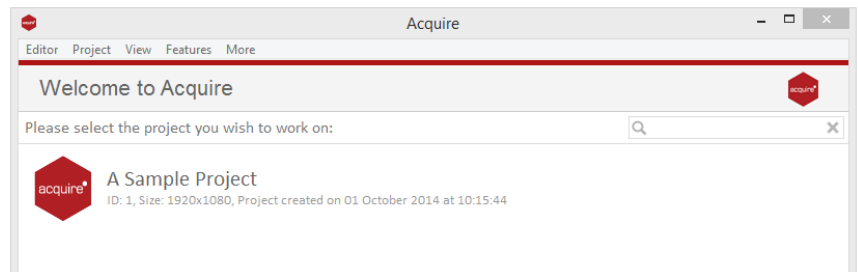 Acquire
Editor Project View Features More
Welcome to Acquire
acquire
Please select the project you wish to work on:
acquire
A Sample Project
ID: 1, Size: 1920x1080, Project created on 01 October 2014 at 10:15:44